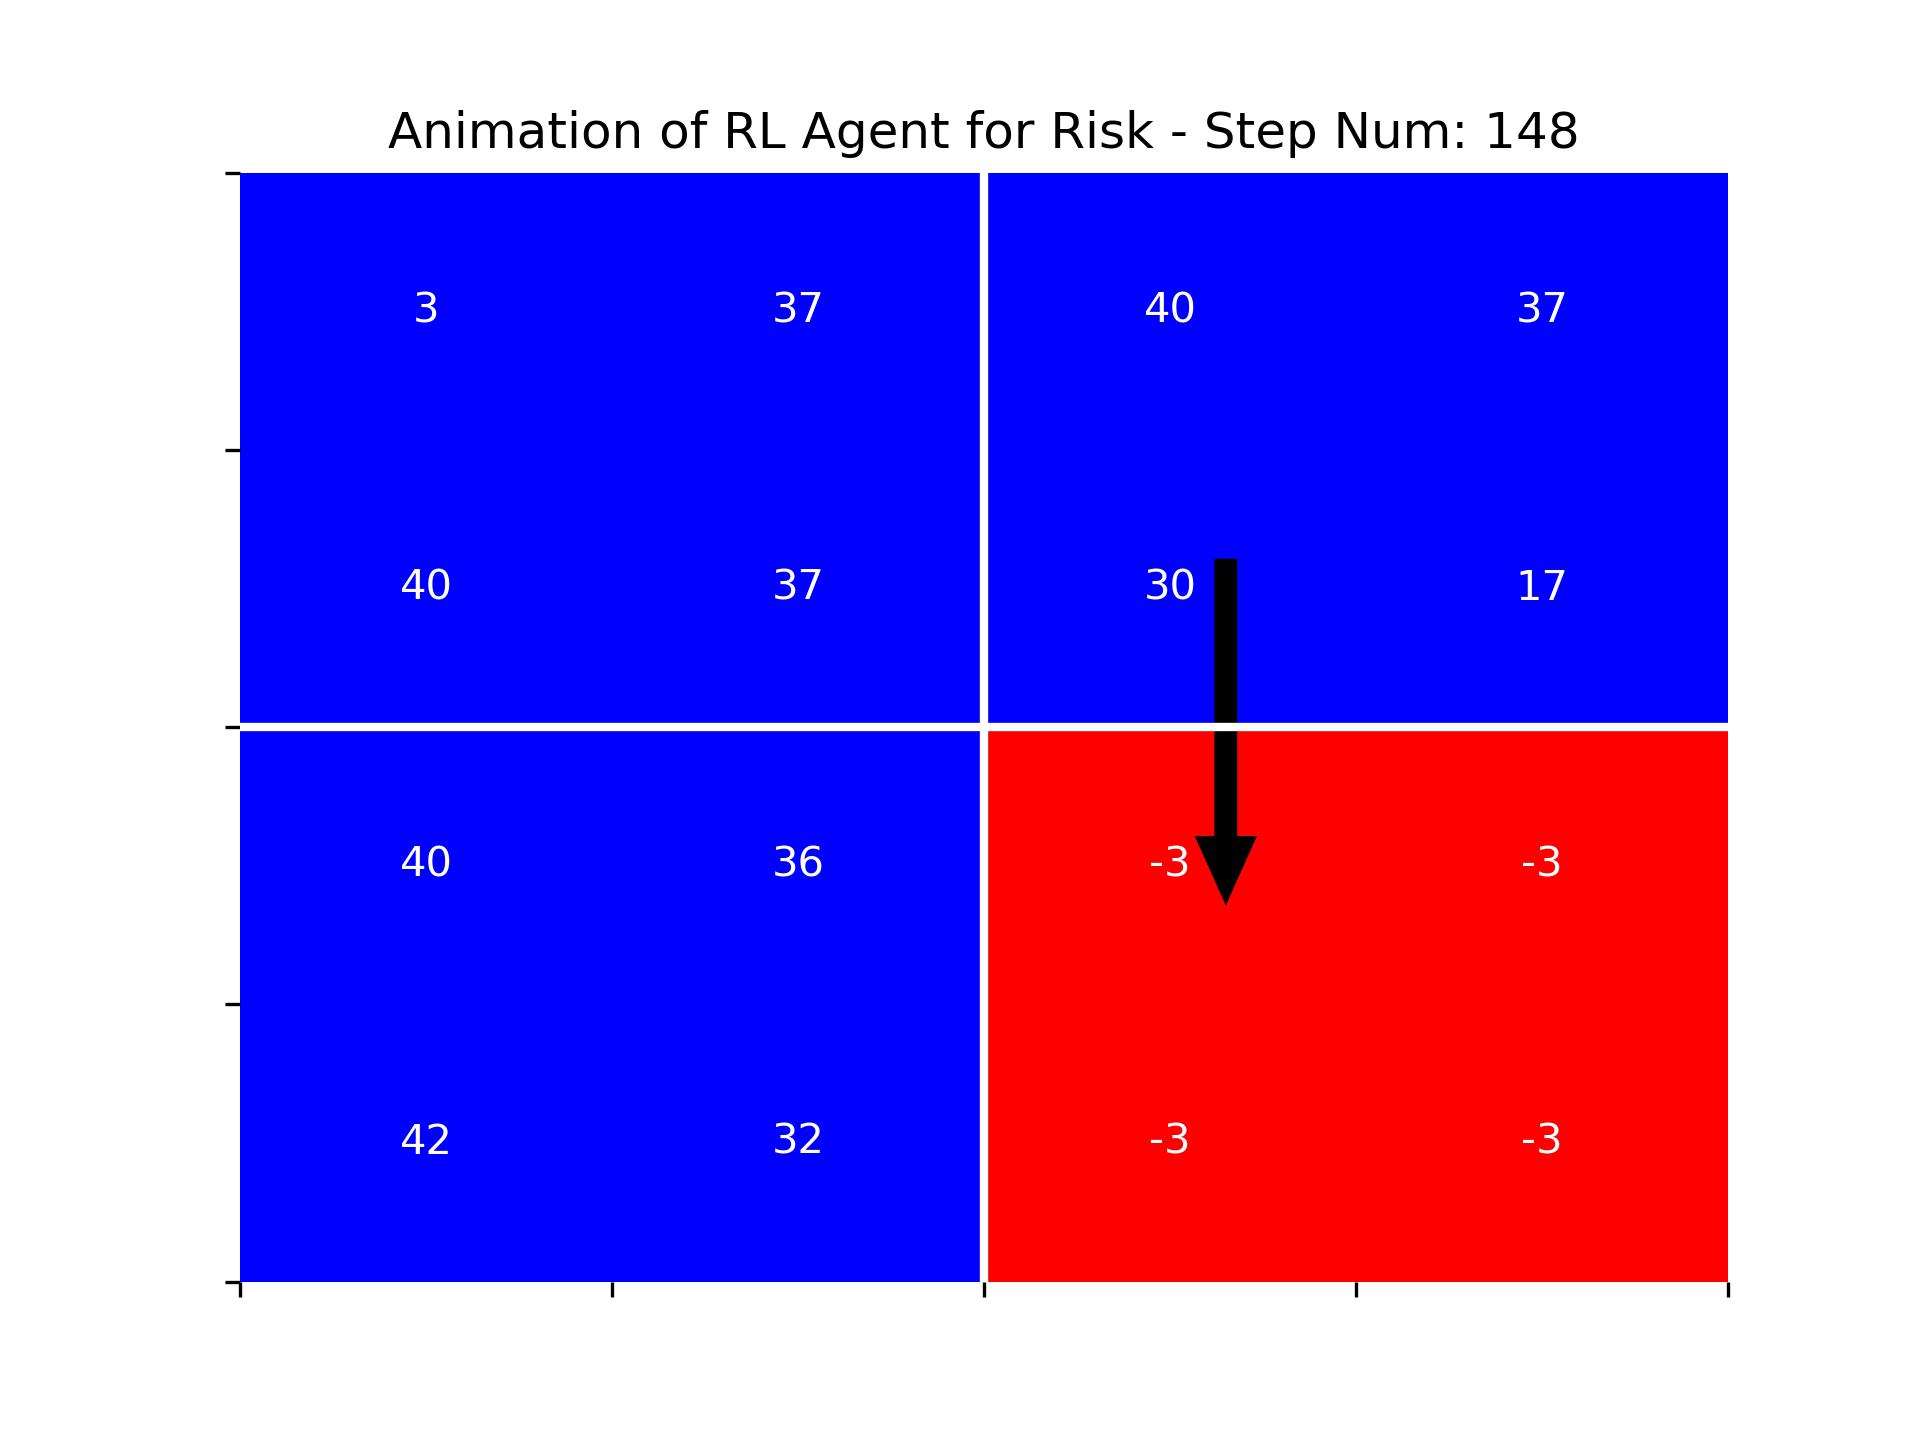 Animation of RL Agent for Risk - Step Num: 148
3 37 40 37
40 37 30 17
40 36 -3 -3
42 32 -3 -3